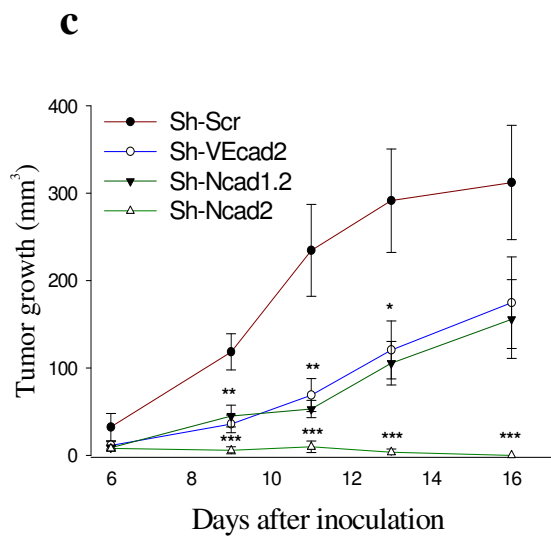 c
400
300
200
100
0
Tumor growth (mm³)
Sh-Scr
Sh-VEcad2
Sh-Ncad1.2
Sh-Ncad2
*
** **
*** *** *** ***
6 8 10 12 14 16
Days after inoculation